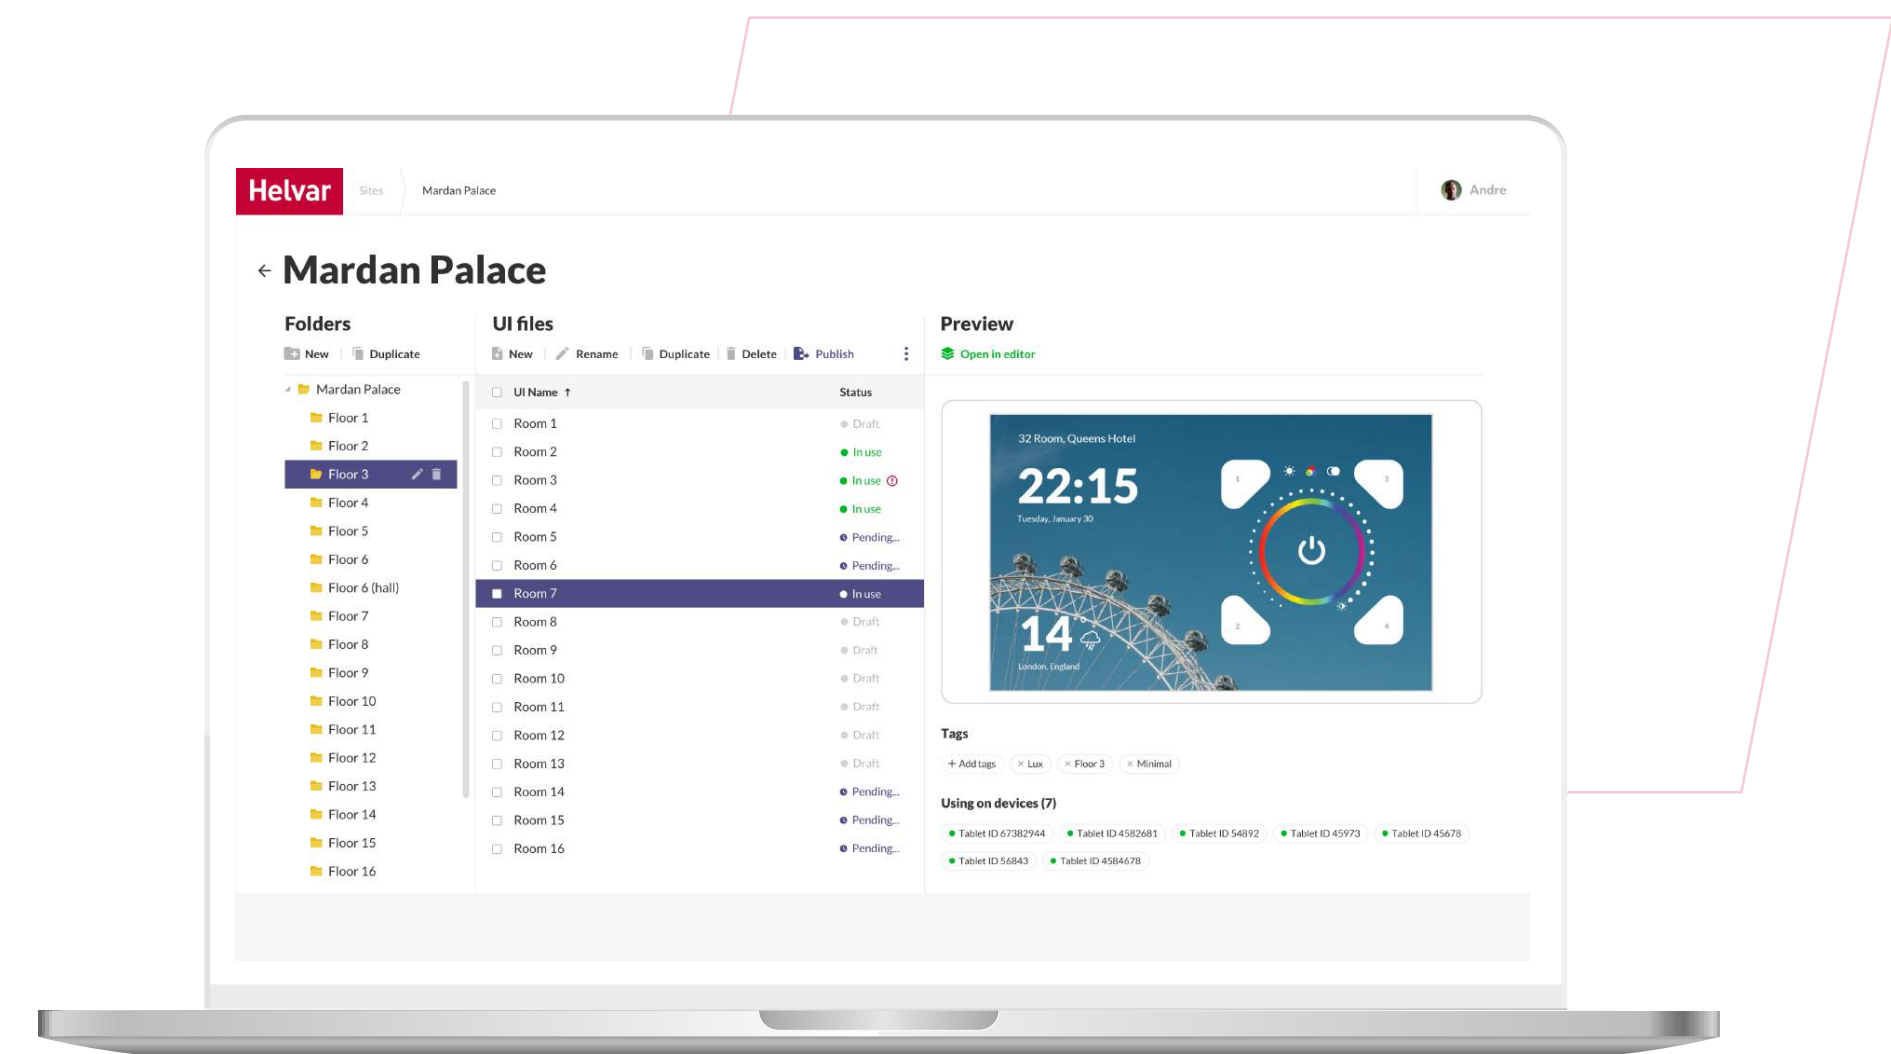 Helvar
Sites
Mardan Palace
Andre
Mardan Palace
Folders
New
Duplicate
Mardan Palace
Floor 1
Floor 2
Floor 3
Floor 4
Floor 5
Floor 6
Floor 6 (hall)
Floor 7
Floor 8
Floor 9
Floor 10
Floor 11
Floor 12
Floor 13
Floor 14
Floor 15
Floor 16
UI files
New
Rename
Duplicate
Delete
Publish
UI Name ↑ Status
Room 1 Draft
Room 2 In use
Room 3 In use
Room 4 In use
Room 5 Pending...
Room 6 Pending...
Room 7 In use
Room 8 Draft
Room 9 Draft
Room 10 Draft
Room 11 Draft
Room 12 Draft
Room 13 Draft
Room 14 Pending...
Room 15 Pending...
Room 16 Pending...
Preview
Open in editor
32 Room, Queens Hotel
22:15
Tuesday, January 30
14°
London, England
1
3
2
4
Tags
+ Add tags × Lux × Floor 3 × Minimal
Using on devices (7)
Tablet ID 67382944 Tablet ID 4582681 Tablet ID 54892 Tablet ID 45973 Tablet ID 45678
Tablet ID 56843 Tablet ID 4584678